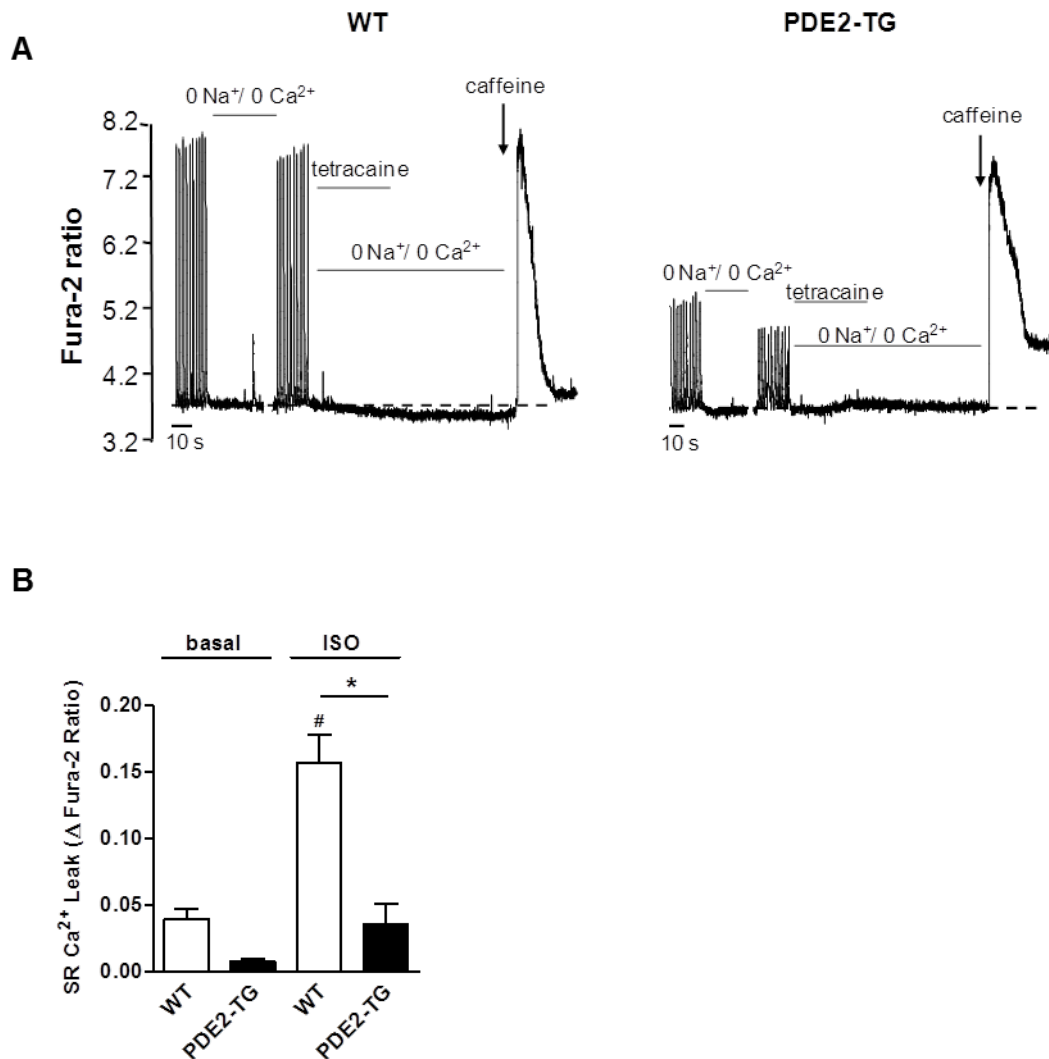 WT PDE2-TG
A
0 Na⁺/ 0 Ca²⁺
caffeine
tetracaine
0 Na⁺/ 0 Ca²⁺
Fura-2 ratio
8.2
7.2
6.2
5.2
4.2
3.2
10 s
caffeine
0 Na⁺/ 0 Ca²⁺
tetracaine
0 Na⁺/ 0 Ca²⁺
10 s
B
basal ISO
*
#
SR Ca²⁺ Leak (Δ Fura-2 Ratio)
0.20
0.15
0.10
0.05
0.00
WT
PDE2-TG
WT
PDE2-TG